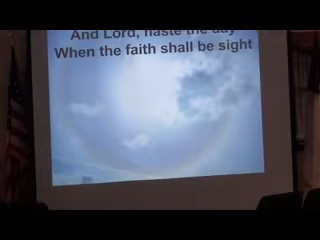 And Lord, haste the day
When the faith shall be sight